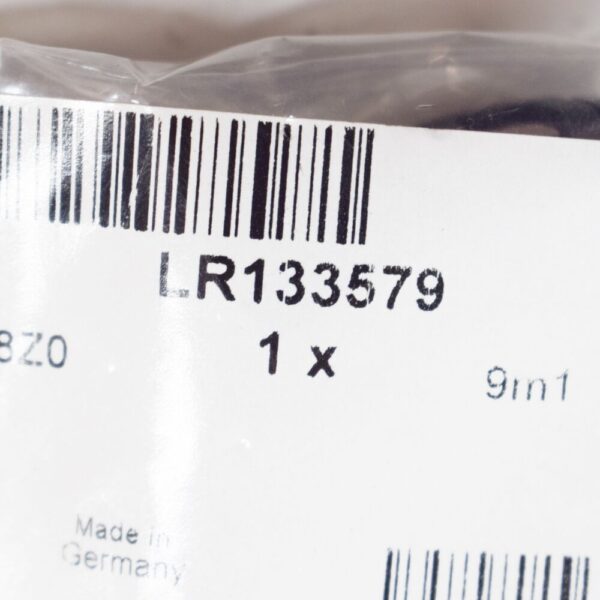 LR133579
8Z0
1 x
9m1
Made in
Germany